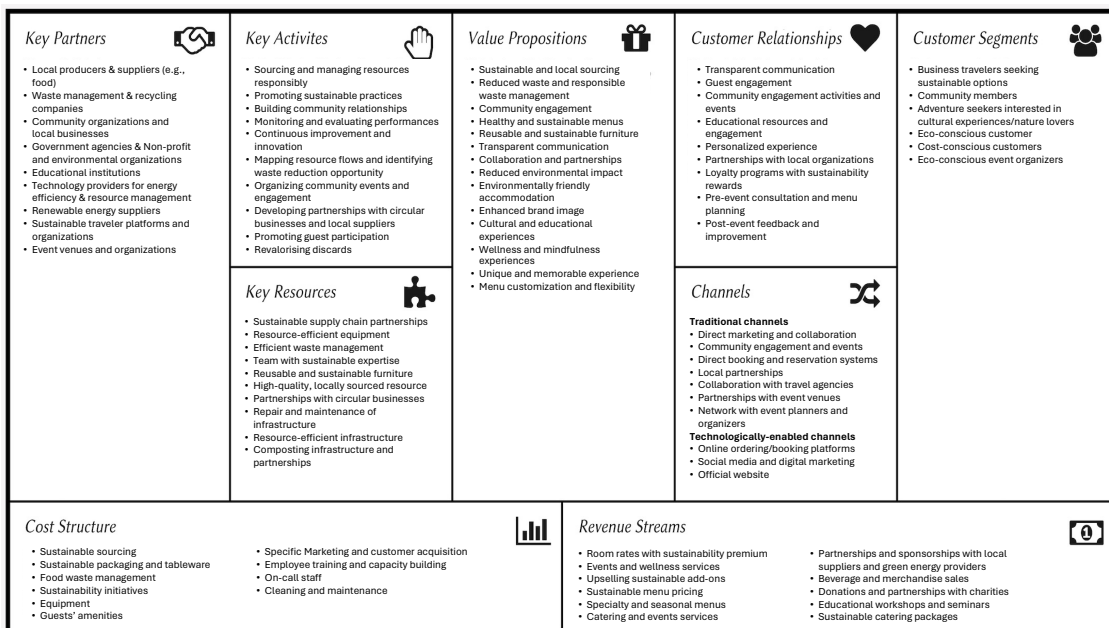 Key Partners
• Local producers & suppliers (e.g.,
food)
• Waste management & recycling
companies
• Community organizations and
local businesses
• Government agencies & Non-profit
and environmental organizations
• Educational institutions
• Technology providers for energy
efficiency & resource management
• Renewable energy suppliers
• Sustainable traveler platforms and
organizations
• Event venues and organizations
Key Activites
• Sourcing and managing resources
responsibly
• Promoting sustainable practices
• Building community relationships
• Monitoring and evaluating performances
• Continuous improvement and
innovation
• Mapping resource flows and identifying
waste reduction opportunity
• Organizing community events and
engagement
• Developing partnerships with circular
businesses and local suppliers
• Promoting guest participation
• Revalorising discards
Key Resources
• Sustainable supply chain partnerships
• Resource-efficient equipment
• Efficient waste management
• Team with sustainable expertise
• Reusable and sustainable furniture
• High-quality, locally sourced resource
• Partnerships with circular businesses
• Repair and maintenance of
infrastructure
• Resource-efficient infrastructure
• Composting infrastructure and
partnerships
Value Propositions
• Sustainable and local sourcing
• Reduced waste and responsible
waste management
• Community engagement
• Healthy and sustainable menus
• Reusable and sustainable furniture
• Transparent communication
• Collaboration and partnerships
• Reduced environmental impact
• Environmentally friendly
accommodation
• Enhanced brand image
• Cultural and educational
experiences
• Wellness and mindfulness
experiences
• Unique and memorable experience
• Menu customization and flexibility
Customer Relationships
• Transparent communication
• Guest engagement
• Community engagement activities and
events
• Educational resources and
engagement
• Personalized experience
• Partnerships with local organizations
• Loyalty programs with sustainability
rewards
• Pre-event consultation and menu
planning
• Post-event feedback and
improvement
Channels
Traditional channels
• Direct marketing and collaboration
• Community engagement and events
• Direct booking and reservation systems
• Local partnerships
• Collaboration with travel agencies
• Partnerships with event venues
• Network with event planners and
organizers
Technologically-enabled channels
• Online ordering/booking platforms
• Social media and digital marketing
• Official website
Customer Segments
• Business travelers seeking
sustainable options
• Community members
• Adventure seekers interested in
cultural experiences/nature lovers
• Eco-conscious customer
• Cost-conscious customers
• Eco-conscious event organizers
Cost Structure
• Sustainable sourcing
• Sustainable packaging and tableware
• Food waste management
• Sustainability initiatives
• Equipment
• Guests' amenities
• Specific Marketing and customer acquisition
• Employee training and capacity building
• On-call staff
• Cleaning and maintenance
Revenue Streams
• Room rates with sustainability premium
• Events and wellness services
• Upselling sustainable add-ons
• Sustainable menu pricing
• Specialty and seasonal menus
• Catering and events services
• Partnerships and sponsorships with local
suppliers and green energy providers
• Beverage and merchandise sales
• Donations and partnerships with charities
• Educational workshops and seminars
• Sustainable catering packages